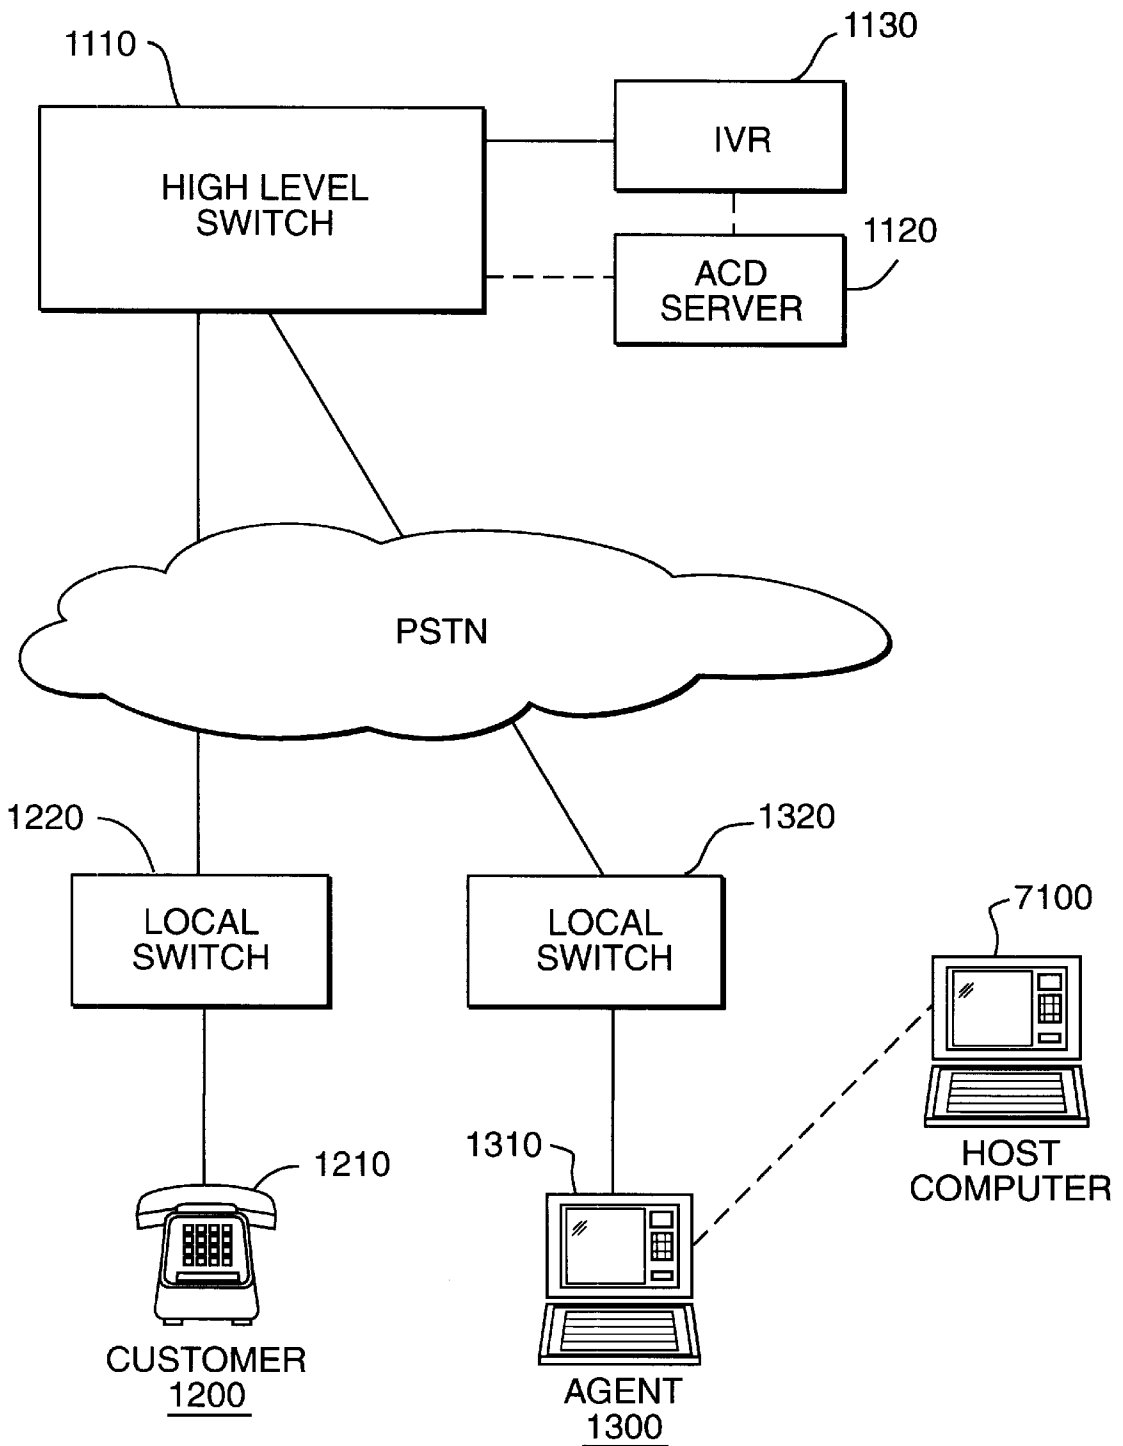 1110
1130
IVR
HIGH LEVEL
SWITCH
1120
ACD
SERVER
PSTN
1220
1320
LOCAL
SWITCH
LOCAL
SWITCH
7100
HOST
COMPUTER
1310
1210
CUSTOMER
1200
AGENT
1300